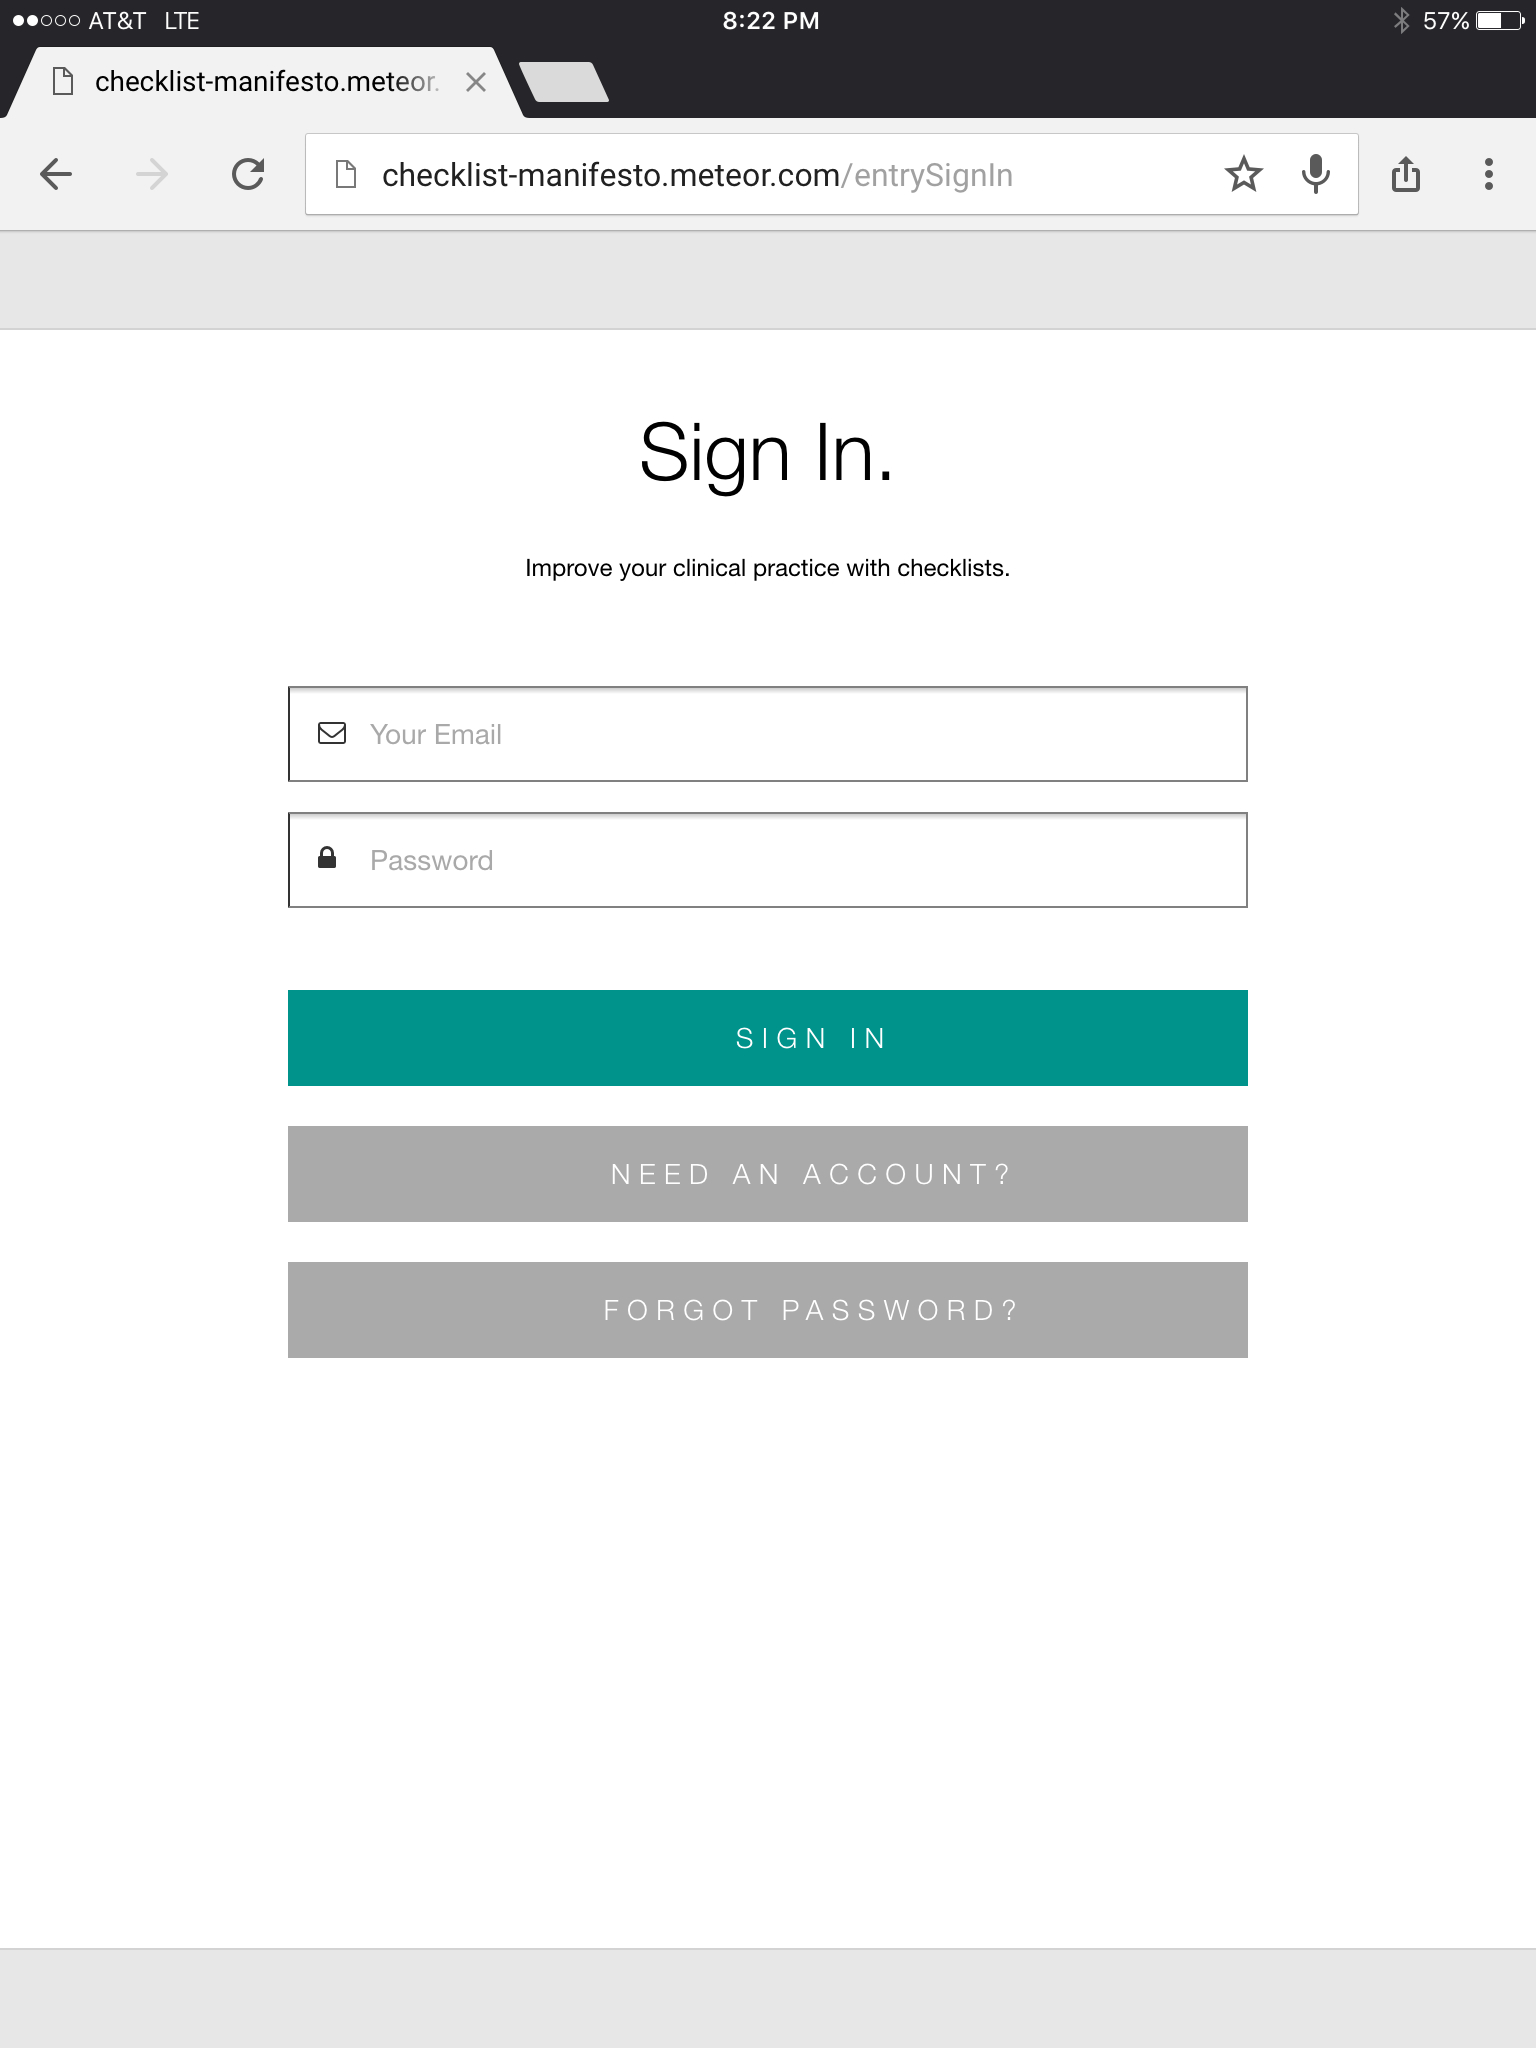 AT&T LTE 8:22 PM 57%
checklist-manifesto.meteor.
checklist-manifesto.meteor.com/entrySignIn
Sign In.
Improve your clinical practice with checklists.
Your Email
Password
SIGN IN
NEED AN ACCOUNT?
FORGOT PASSWORD?